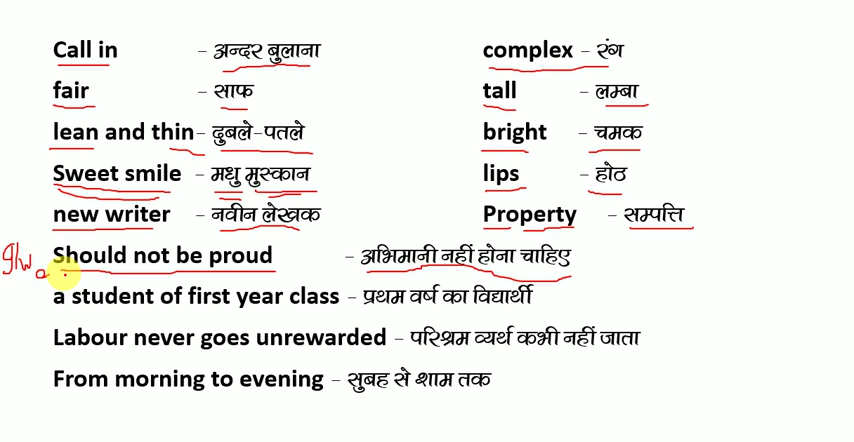 Call in - अन्दर बुलाना complex - रंग
fair - साफ tall - लम्बा
lean and thin - दुबले-पतले bright - चमक
Sweet smile - मधु मुस्कान lips - होठ
new writer - नवीन लेखक Property - सम्पत्ति
Should not be proud - अभिमानी नहीं होना चाहिए
a student of first year class - प्रथम वर्ष का विद्यार्थी
Labour never goes unrewarded - परिश्रम व्यर्थ कभी नहीं जाता
From morning to evening - सुबह से शाम तक